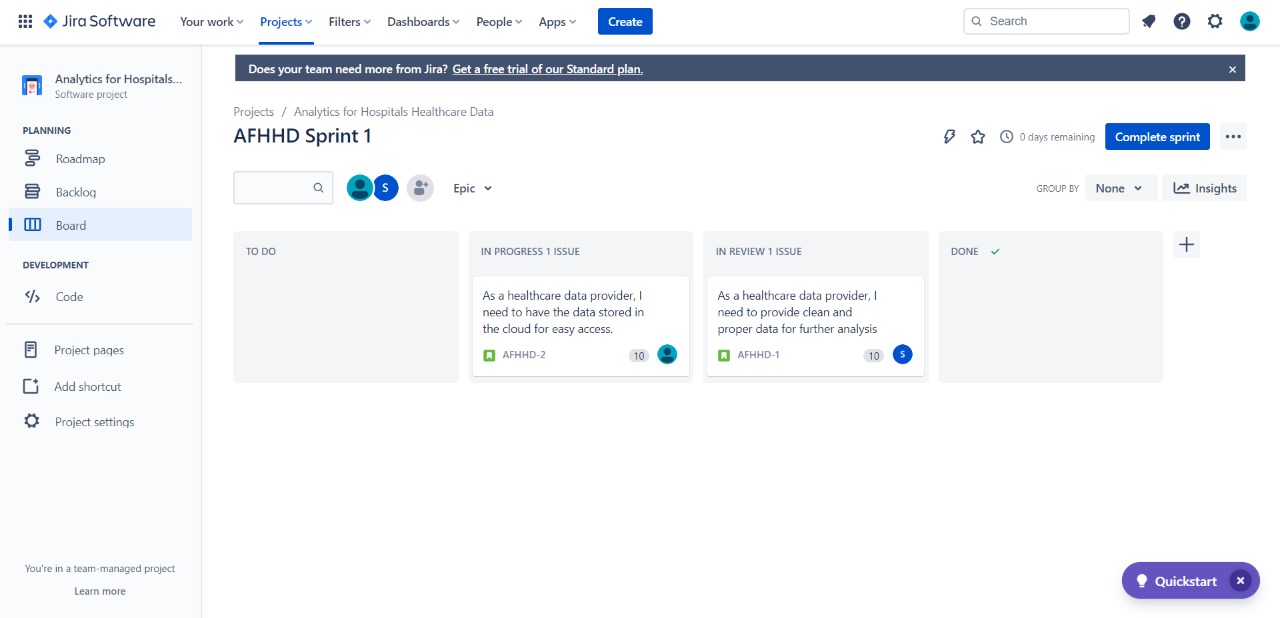 Jira Software
Your work
Projects
Filters
Dashboards
People
Apps
Create
Search
Analytics for Hospitals...
Software project
PLANNING
Roadmap
Backlog
Board
DEVELOPMENT
Code
Project pages
Add shortcut
Project settings
You're in a team-managed project
Learn more
Does your team need more from Jira? Get a free trial of our Standard plan.
Projects / Analytics for Hospitals Healthcare Data
AFHHD Sprint 1
0 days remaining
Complete sprint
S
Epic
GROUP BY
None
Insights
TO DO
IN PROGRESS 1 ISSUE
As a healthcare data provider, I
need to have the data stored in
the cloud for easy access.
AFHHD-2
10
IN REVIEW 1 ISSUE
As a healthcare data provider, I
need to provide clean and
proper data for further analysis
AFHHD-1
10
S
DONE
Quickstart